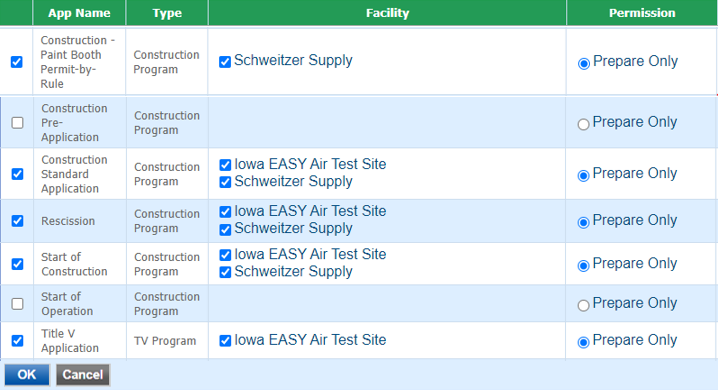 App Name Type Facility Permission
Construction -
Paint Booth
Permit-by-
Rule
Construction
Program
Schweitzer Supply
Prepare Only
Construction
Pre-
Application
Construction
Program
Prepare Only
Construction
Standard
Application
Construction
Program
Iowa EASY Air Test Site
Schweitzer Supply
Prepare Only
Rescission
Construction
Program
Iowa EASY Air Test Site
Schweitzer Supply
Prepare Only
Start of
Construction
Construction
Program
Iowa EASY Air Test Site
Schweitzer Supply
Prepare Only
Start of
Operation
Construction
Program
Prepare Only
Title V
Application
TV Program
Iowa EASY Air Test Site
Prepare Only
OK Cancel